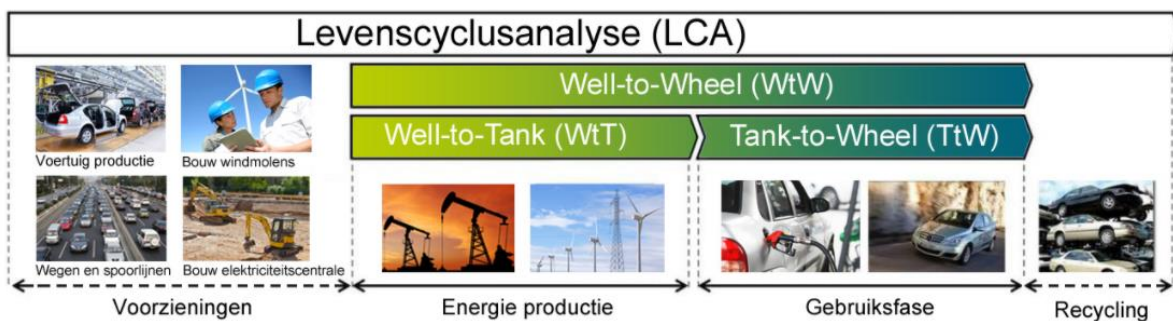 Levenscyclusanalyse (LCA)
Well-to-Wheel (WtW)
Well-to-Tank (WtT)
Tank-to-Wheel (TtW)
Voertuig productie
Bouw windmolens
Wegen en spoorlijnen
Bouw elektriciteitscentrale
Voorzieningen
Energie productie
Gebruiksfase
Recycling